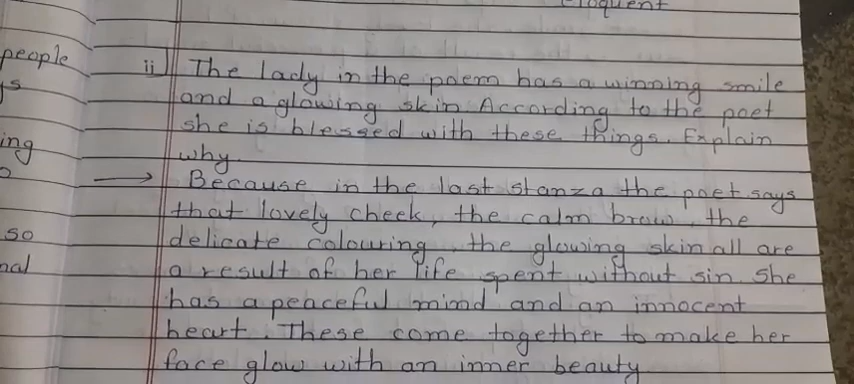 eloquent
people
ii] The lady in the poem has a winning smile
and a glowing skin According to the poet
she is blessed with these things. Explain
why.
ing
→ Because in the last stanza the poet says
that lovely cheek, the calm brow, the
so
delicate colouring, the glowing skin all are
nal
a result of her life spent without sin. She
has a peaceful mind and an innocent
heart. These come together to make her
face glow with an inner beauty